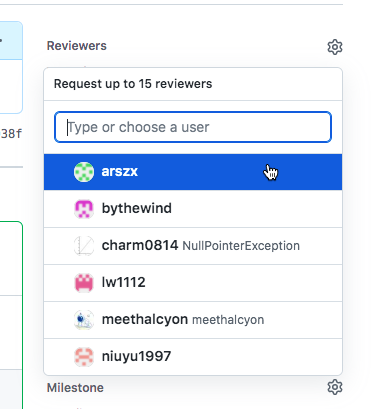 Reviewers
Request up to 15 reviewers
Type or choose a user
38f
arszx
bythewind
charm0814 NullPointerException
lw1112
meethalcyon meethalcyon
niuyu1997
Milestone